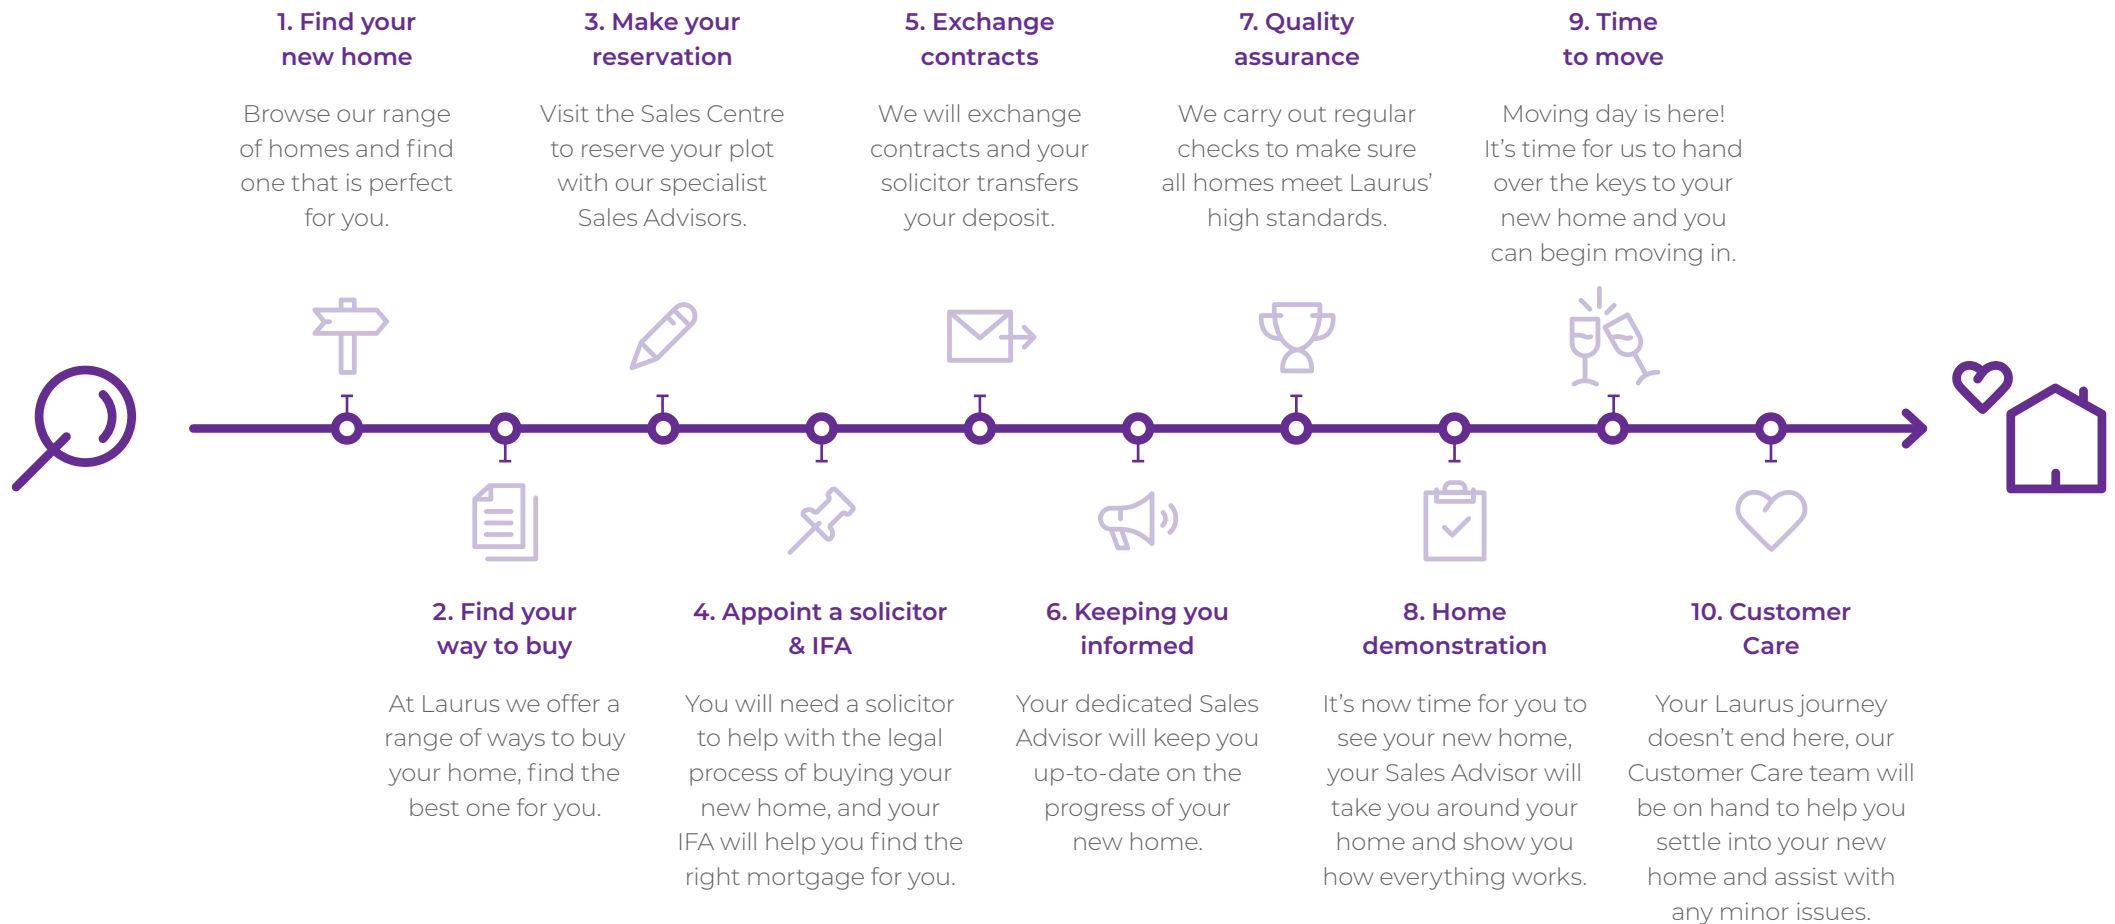 1. Find your
new home
Browse our range
of homes and find
one that is perfect
for you.
3. Make your
reservation
Visit the Sales Centre
to reserve your plot
with our specialist
Sales Advisors.
5. Exchange
contracts
We will exchange
contracts and your
solicitor transfers
your deposit.
7. Quality
assurance
We carry out regular
checks to make sure
all homes meet Laurus’
high standards.
9. Time
to move
Moving day is here!
It’s time for us to hand
over the keys to your
new home and you
can begin moving in.
2. Find your
way to buy
At Laurus we offer a
range of ways to buy
your home, find the
best one for you.
4. Appoint a solicitor
& IFA
You will need a solicitor
to help with the legal
process of buying your
new home, and your
IFA will help you find the
right mortgage for you.
6. Keeping you
informed
Your dedicated Sales
Advisor will keep you
up-to-date on the
progress of your
new home.
8. Home
demonstration
It’s now time for you to
see your new home,
your Sales Advisor will
take you around your
home and show you
how everything works.
10. Customer
Care
Your Laurus journey
doesn’t end here, our
Customer Care team will
be on hand to help you
settle into your new
home and assist with
any minor issues.